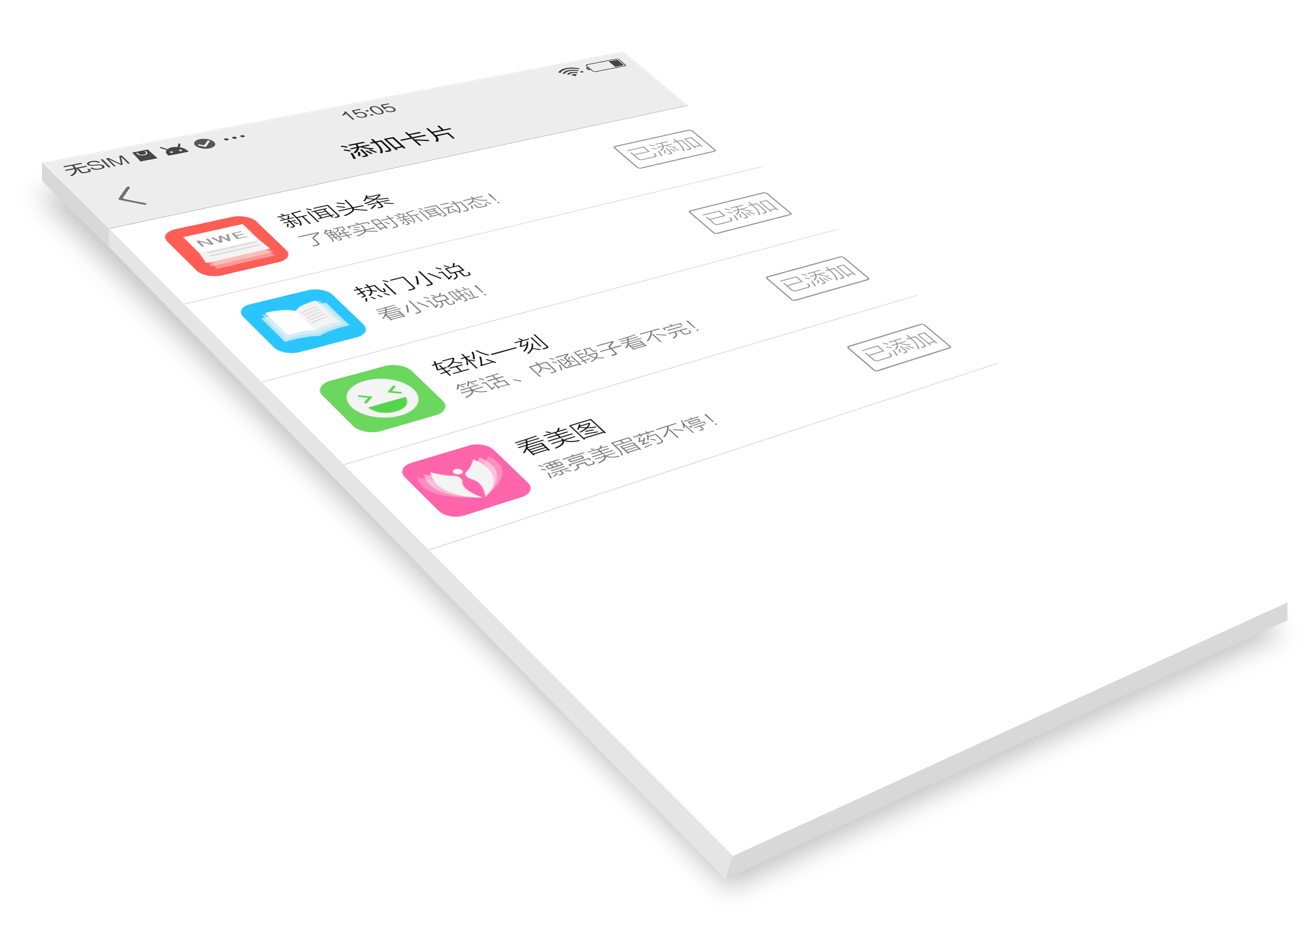 无SIM
15:05
添加卡片
新闻头条
了解实时新闻动态！
已添加
NWE
热门小说
看小说啦！
已添加
轻松一刻
笑话、内涵段子看不完！
已添加
看美图
漂亮美眉药不停！
已添加